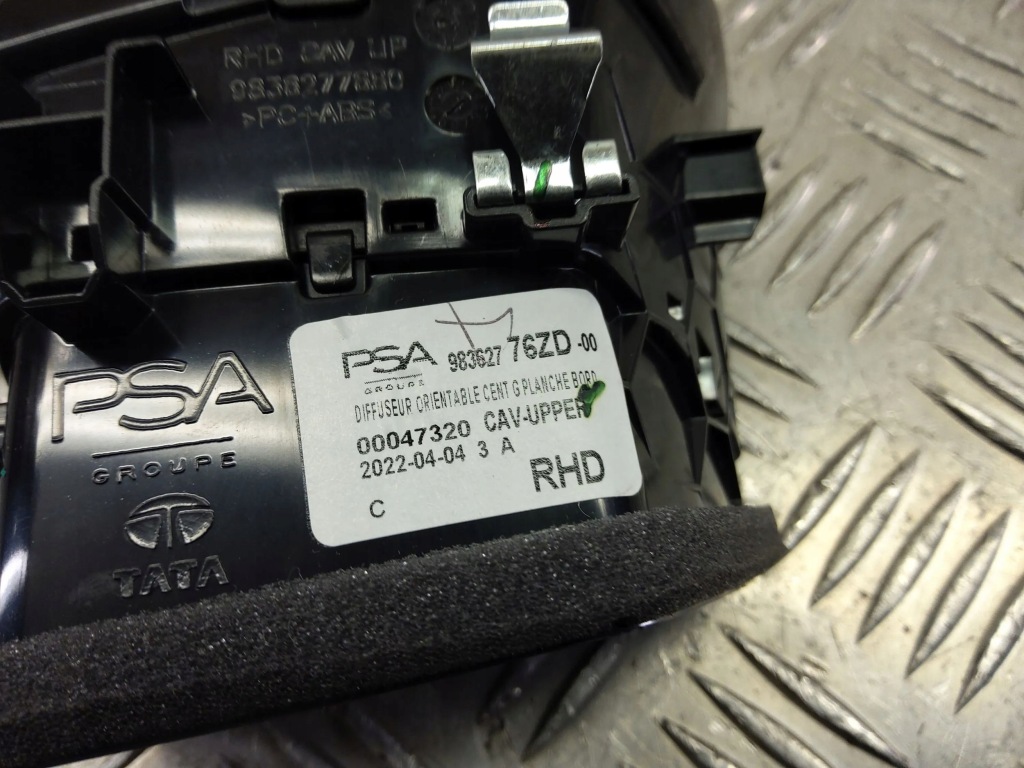 RHD CAV UP
9836277880
>PC+ABS<
PSA
GROUPE
TATA
PSA 983627 76ZD -00
GROUPE
DIFFUSEUR ORIENTABLE CENT G PLANCHE BORD
00047320 CAV-UPPER
2022-04-04 3 A
RHD
C